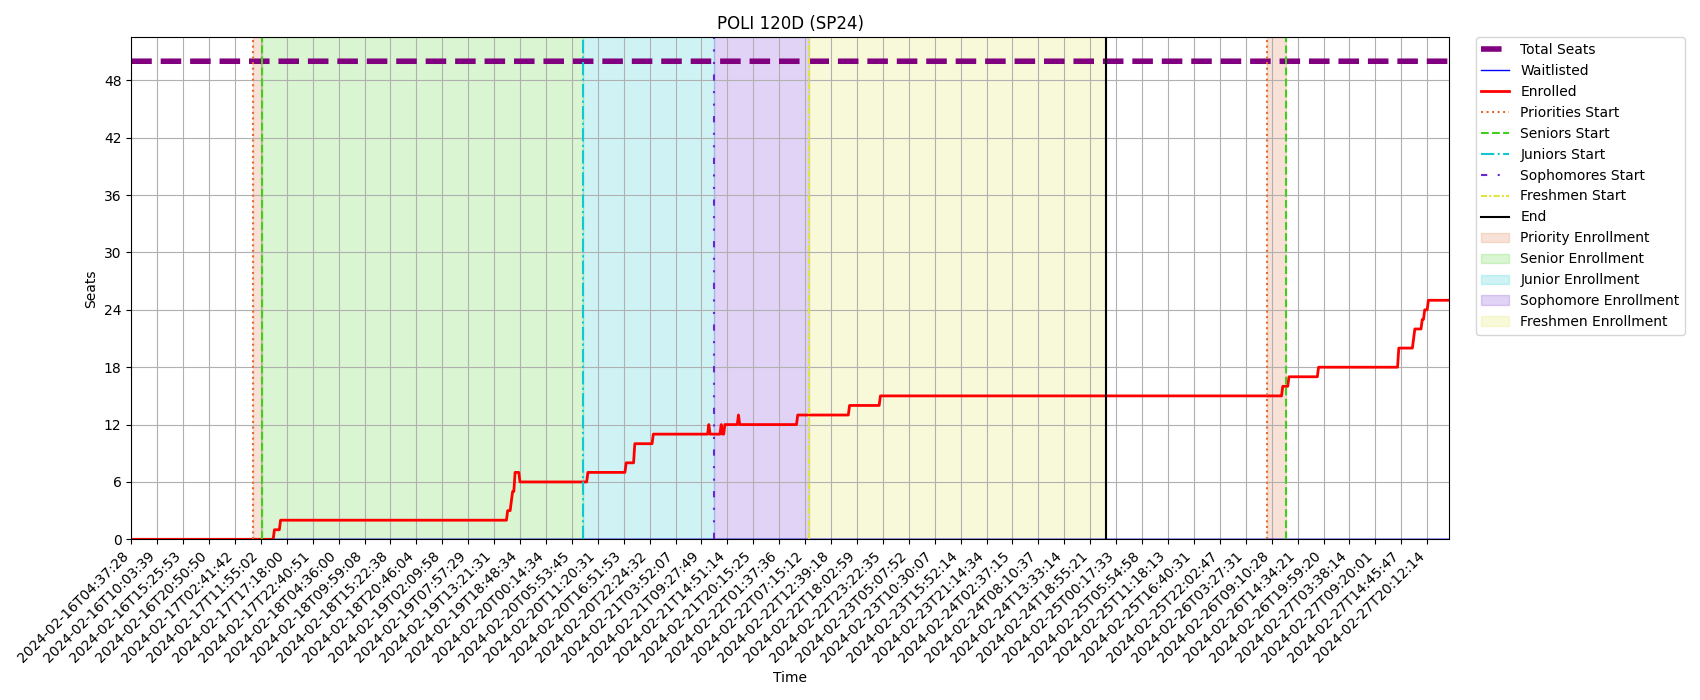 POLI 120D (SP24)
Total Seats
Waitlisted
Enrolled
Priorities Start
Seniors Start
Juniors Start
Sophomores Start
Freshmen Start
End
Priority Enrollment
Senior Enrollment
Junior Enrollment
Sophomore Enrollment
Freshmen Enrollment
Seats
48
42
36
30
24
18
12
6
0
2024-02-16T04:37:28
2024-02-16T10:03:39
2024-02-16T15:25:53
2024-02-16T20:50:50
2024-02-17T02:41:42
2024-02-17T11:55:02
2024-02-17T17:18:00
2024-02-17T22:40:51
2024-02-18T04:36:00
2024-02-18T09:59:08
2024-02-18T15:22:38
2024-02-18T20:46:04
2024-02-19T02:09:58
2024-02-19T07:57:29
2024-02-19T13:21:31
2024-02-19T18:48:34
2024-02-20T00:14:34
2024-02-20T05:53:45
2024-02-20T11:20:31
2024-02-20T16:51:53
2024-02-20T22:24:32
2024-02-21T03:52:07
2024-02-21T09:27:49
2024-02-21T14:51:14
2024-02-21T20:15:25
2024-02-22T01:37:36
2024-02-22T07:15:12
2024-02-22T12:39:18
2024-02-22T18:02:59
2024-02-22T23:22:35
2024-02-23T05:07:52
2024-02-23T10:30:07
2024-02-23T15:52:14
2024-02-23T21:14:34
2024-02-24T02:37:15
2024-02-24T08:10:37
2024-02-24T13:33:14
2024-02-24T18:55:21
2024-02-25T00:17:33
2024-02-25T05:54:58
2024-02-25T11:18:13
2024-02-25T16:40:31
2024-02-25T22:02:47
2024-02-26T03:27:31
2024-02-26T09:10:28
2024-02-26T14:34:21
2024-02-26T19:59:20
2024-02-27T03:38:14
2024-02-27T09:20:01
2024-02-27T14:45:47
2024-02-27T20:12:14
Time